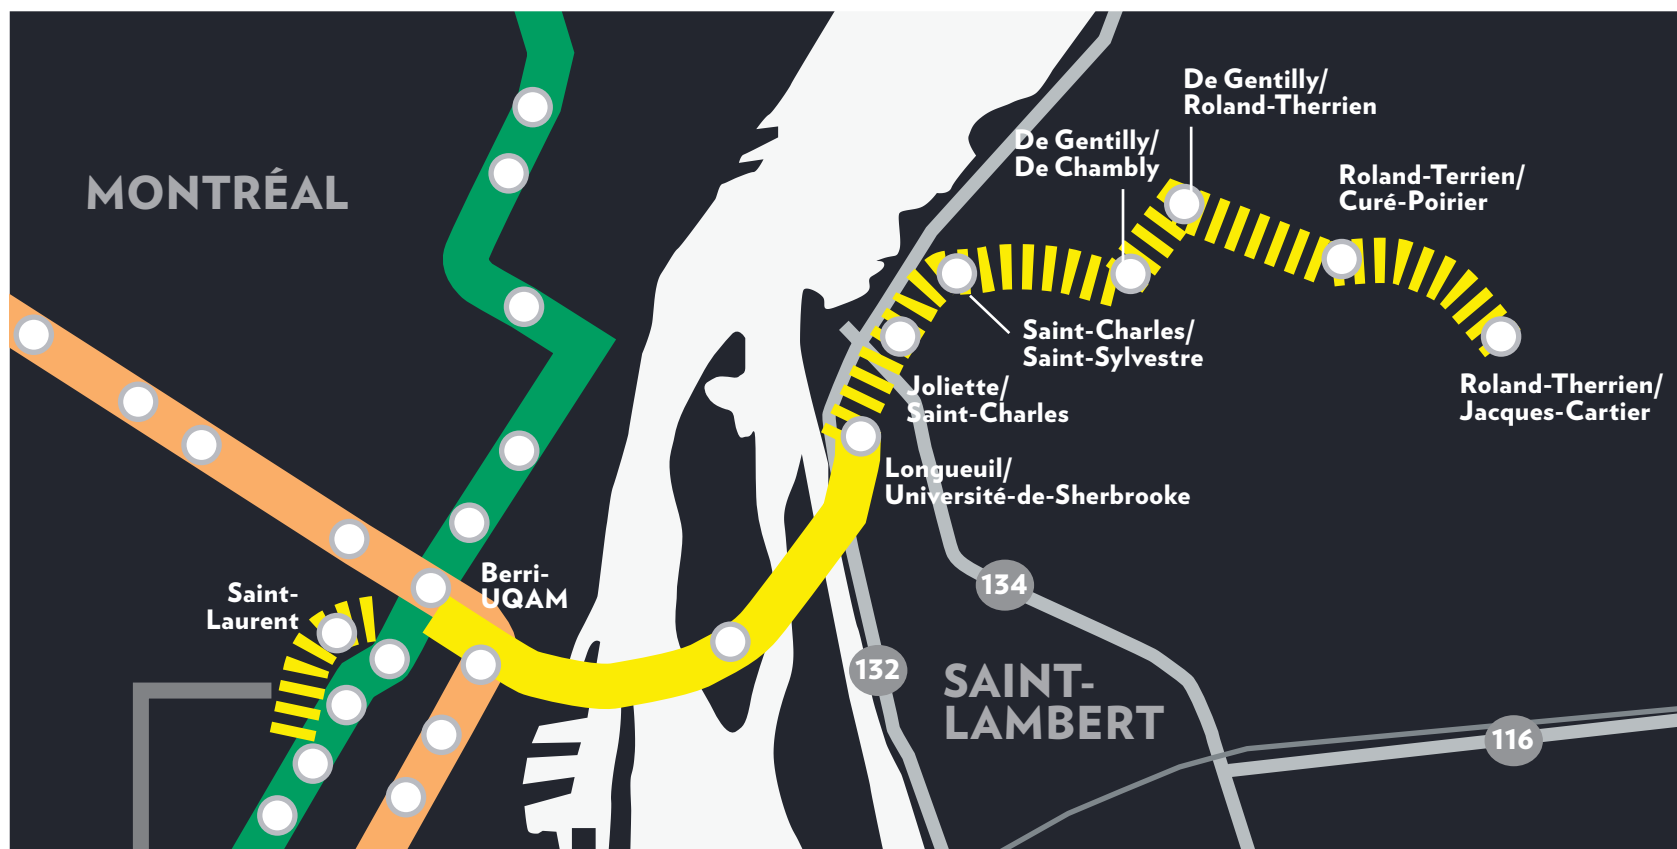 De Gentilly/
Roland-Therrien
De Gentilly/
De Chambly
Roland-Terrien/
Curé-Poirier
MONTRÉAL
Saint-Charles/
Saint-Sylvestre
Joliette/
Saint-Charles
Roland-Therrien/
Jacques-Cartier
Longueuil/
Université-de-Sherbrooke
Berri-
UQAM
Saint-
Laurent
134
132
SAINT-
LAMBERT
116